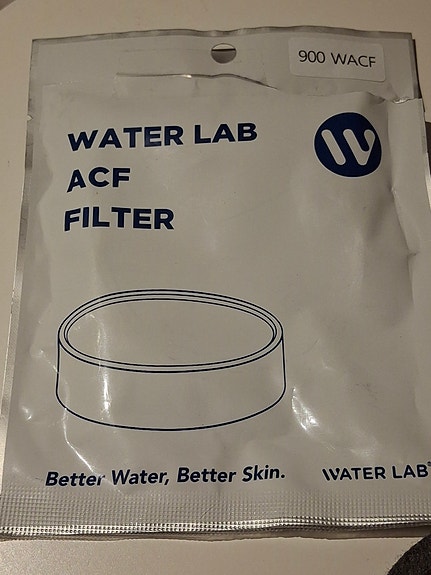 900 WACF
WATER LAB
ACF
FILTER
W
Better Water, Better Skin.
WATER LAB®